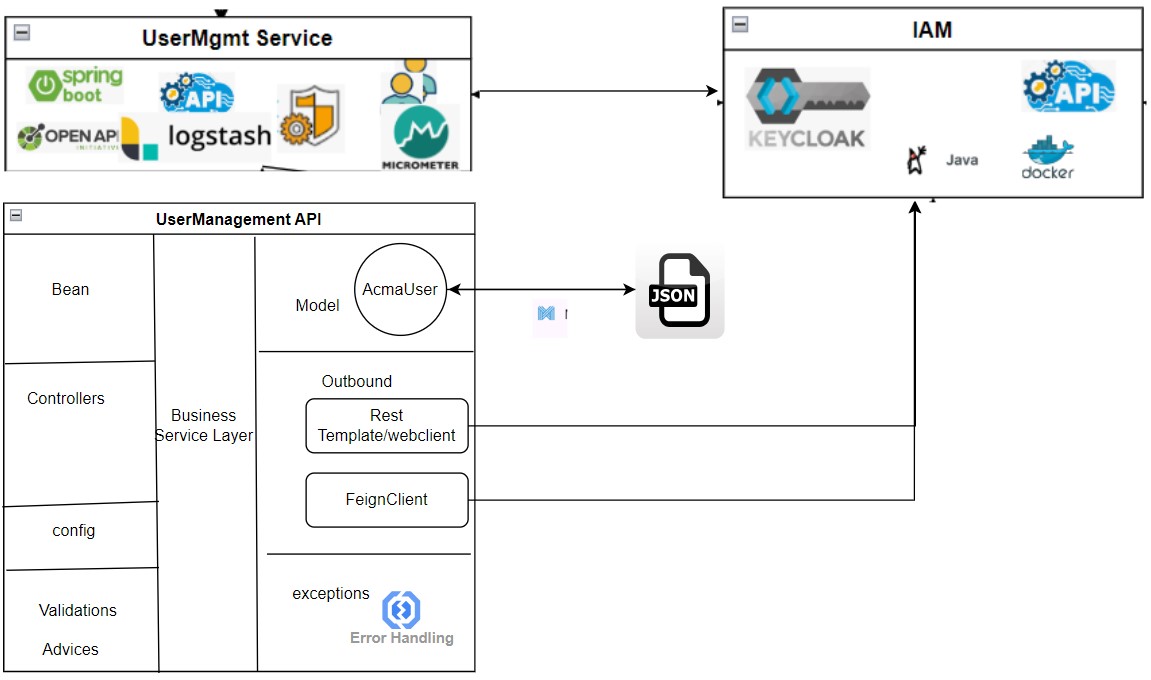 UserMgmt Service
spring
boot
API
OPEN API
INITIATIVE
logstash
MICROMETER
IAM
KEYCLOAK
API
Java
docker
UserManagement API
Bean
Controllers
config
Validations
Advices
Business
Service Layer
Model
AcmaUser
JSON
Outbound
Rest
Template/webclient
FeignClient
exceptions
Error Handling